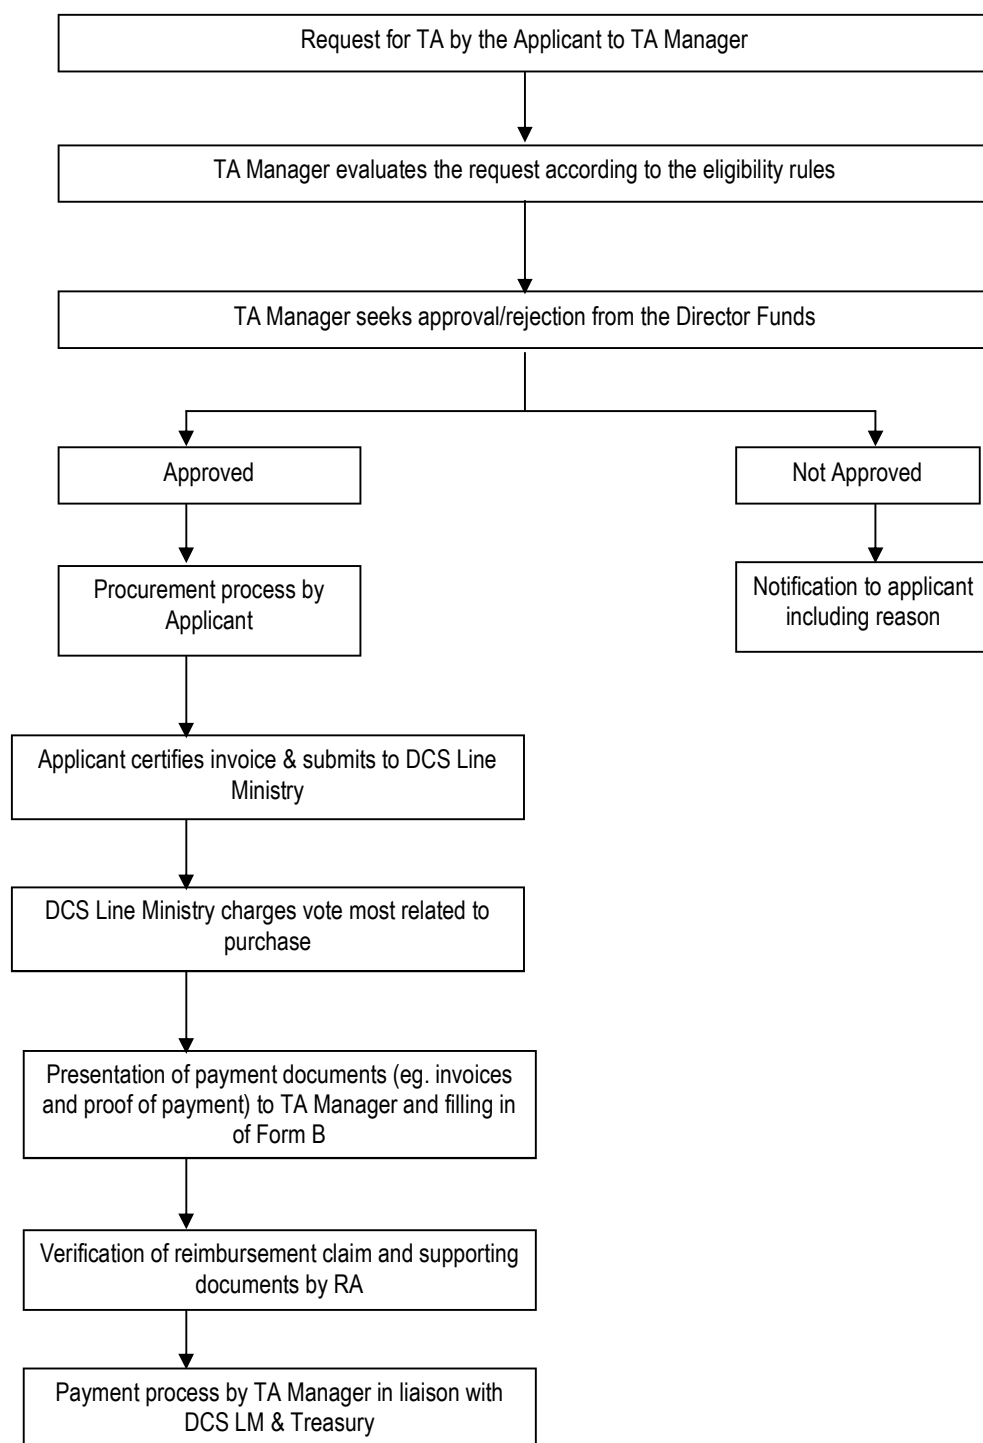 Request for TA by the Applicant to TA Manager
TA Manager evaluates the request according to the eligibility rules
TA Manager seeks approval/rejection from the Director Funds
Approved
Not Approved
Procurement process by
Applicant
Notification to applicant
including reason
Applicant certifies invoice & submits to DCS Line
Ministry
DCS Line Ministry charges vote most related to
purchase
Presentation of payment documents (eg. invoices
and proof of payment) to TA Manager and filling in
of Form B
Verification of reimbursement claim and supporting
documents by RA
Payment process by TA Manager in liaison with
DCS LM & Treasury